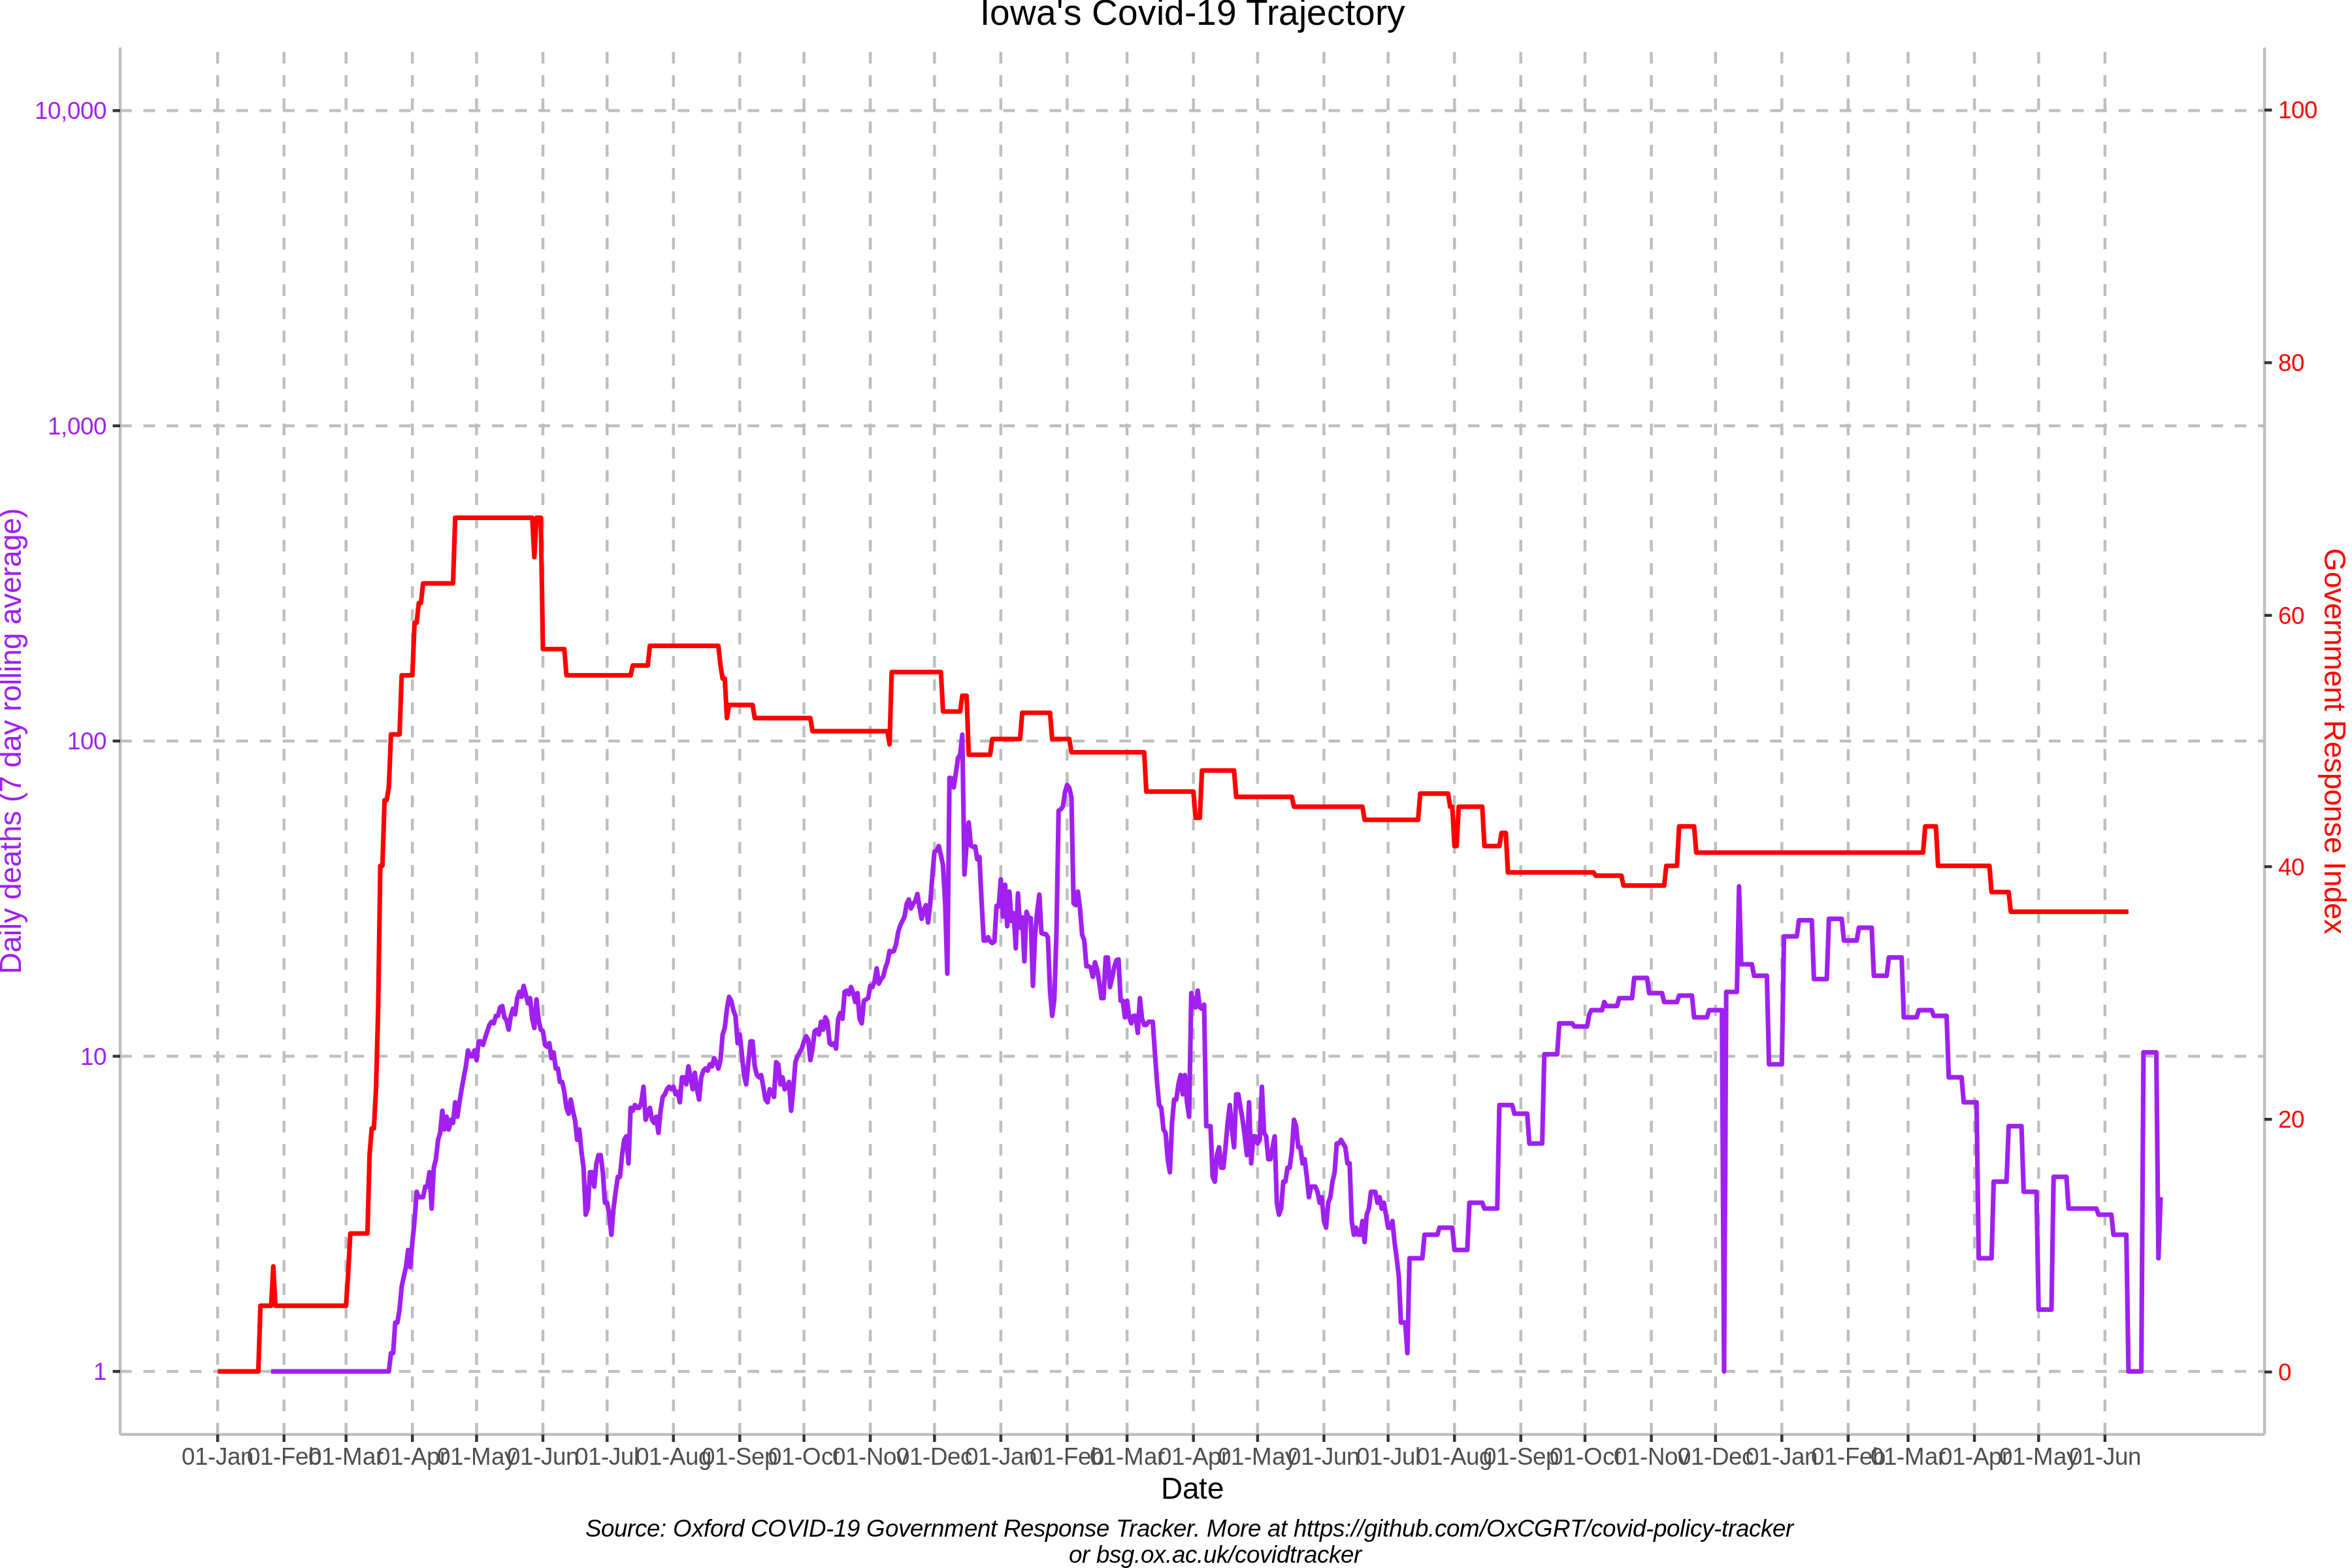 Iowa's Covid-19 Trajectory
Daily deaths (7 day rolling average)
10,000
1,000
100
10
1
100
80
60
40
20
0
Government Response Index
01-Jan 01-Feb 01-Mar 01-Apr 01-May 01-Jun 01-Jul 01-Aug 01-Sep 01-Oct 01-Nov 01-Dec 01-Jan 01-Feb 01-Mar 01-Apr 01-May 01-Jun 01-Jul 01-Aug 01-Sep 01-Oct 01-Nov 01-Dec 01-Jan 01-Feb 01-Mar 01-Apr 01-May 01-Jun
Date
Source: Oxford COVID-19 Government Response Tracker. More at https://github.com/OxCGRT/covid-policy-tracker
or bsg.ox.ac.uk/covidtracker